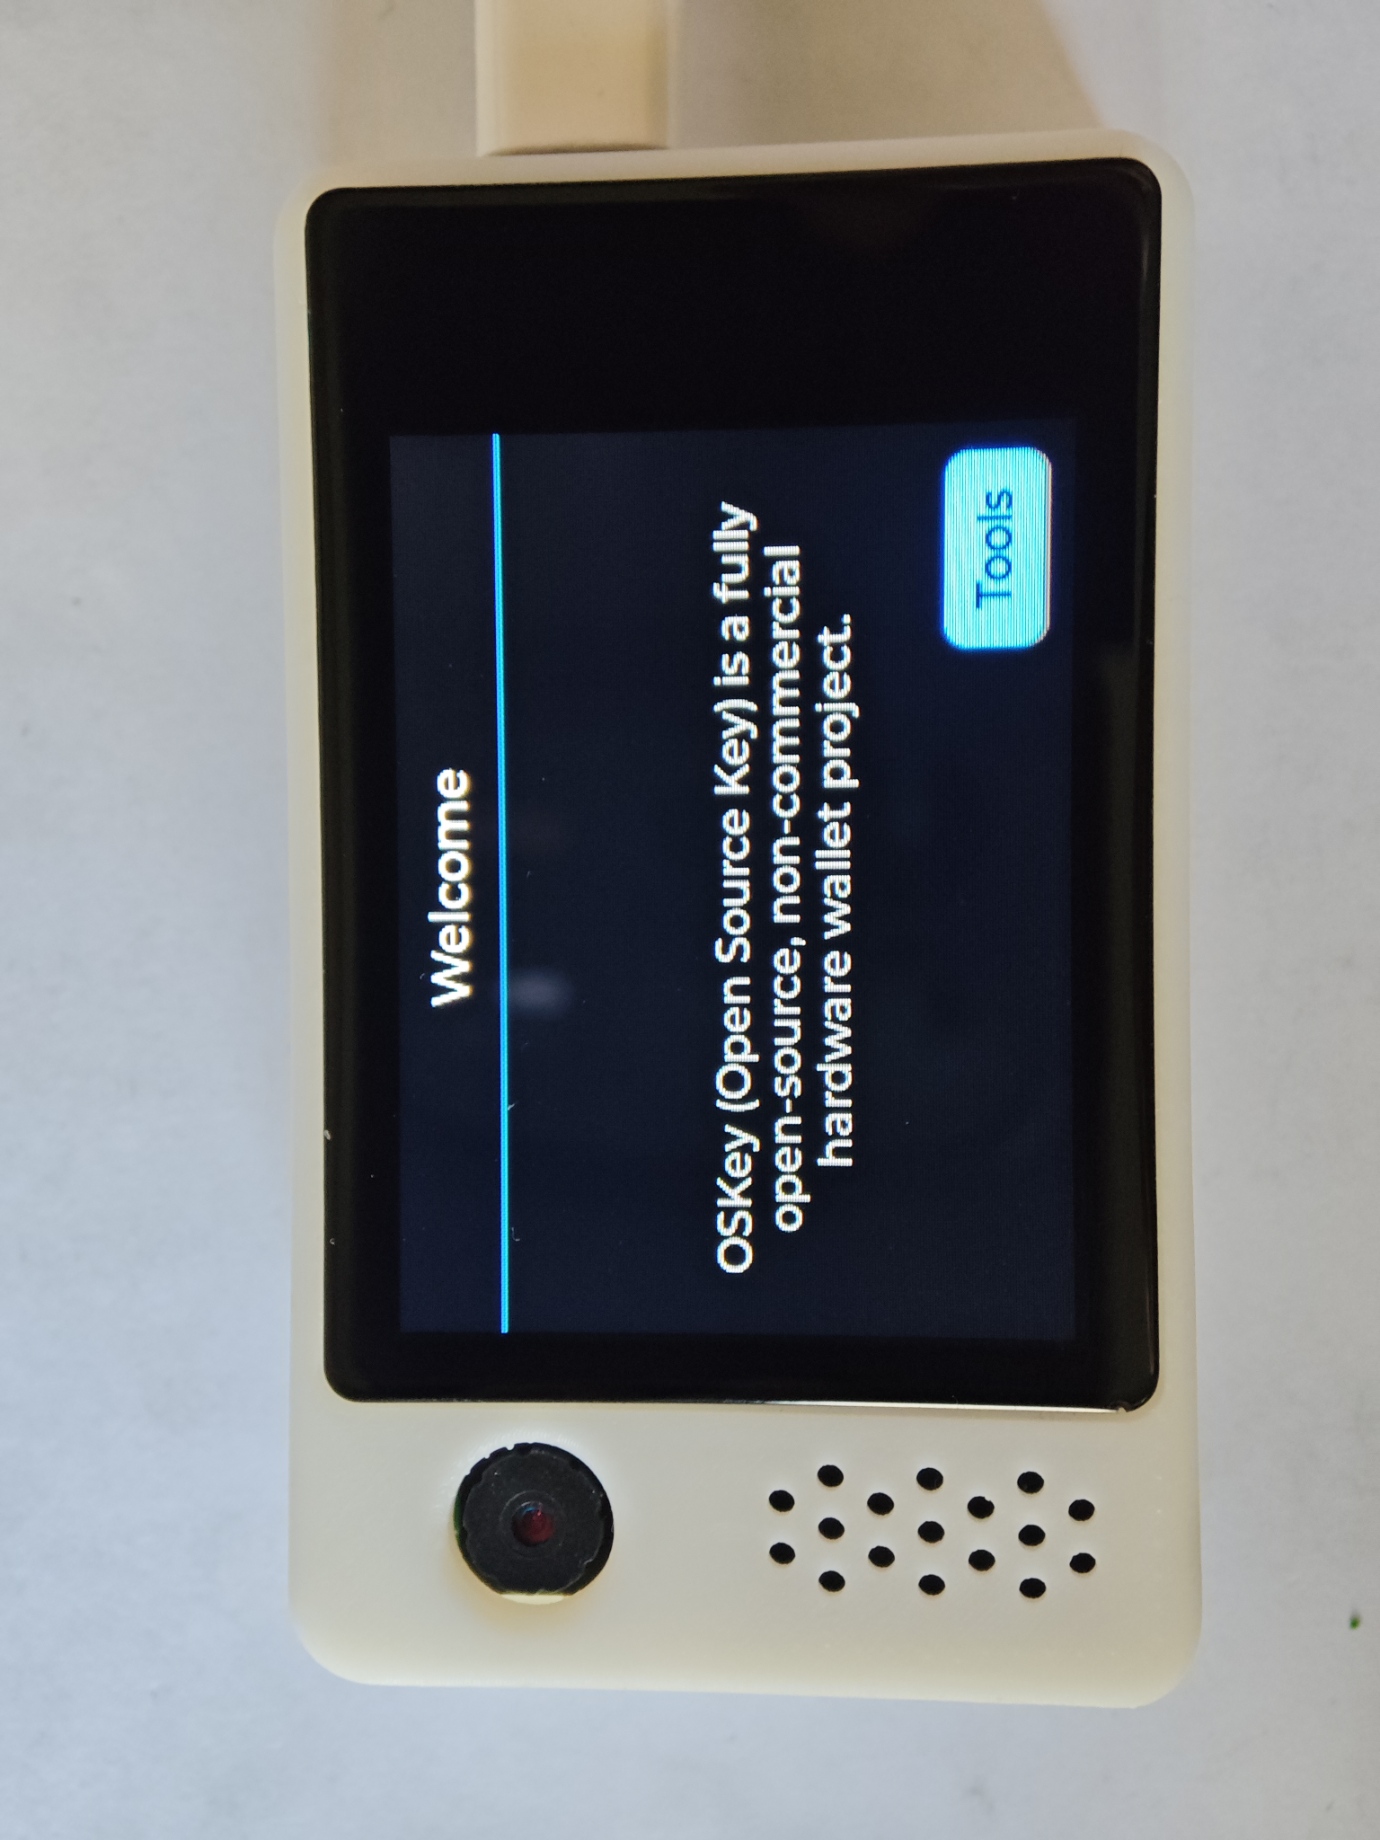 Welcome
OSKey (Open Source Key) is a fully
open-source, non-commercial
hardware wallet project.
Tools